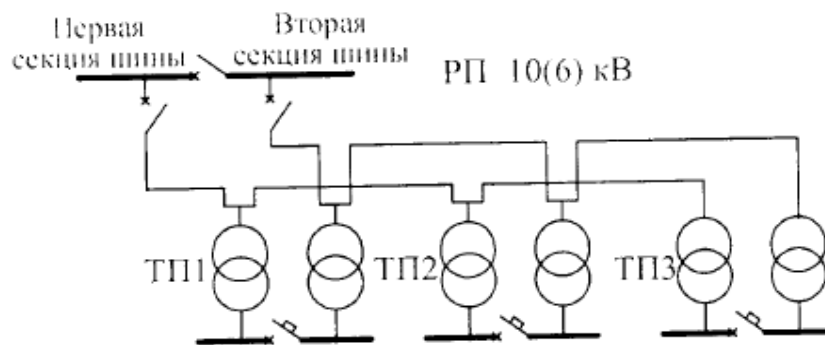 Первая
секция шины
Вторая
секция шины
РП 10(6) кВ
ТП1
ТП2
ТП3